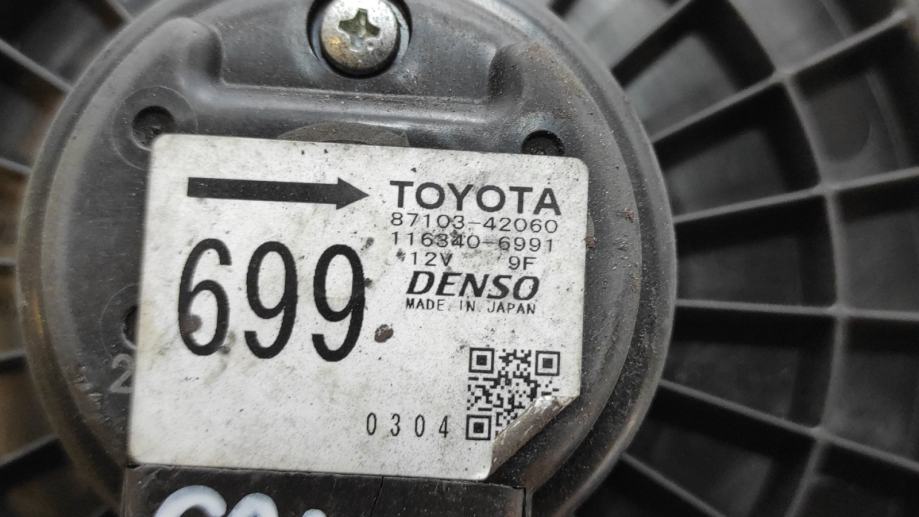 TOYOTA
87103-42060
116340-6991
12V 9F
DENSO
MADE IN JAPAN
699
0304